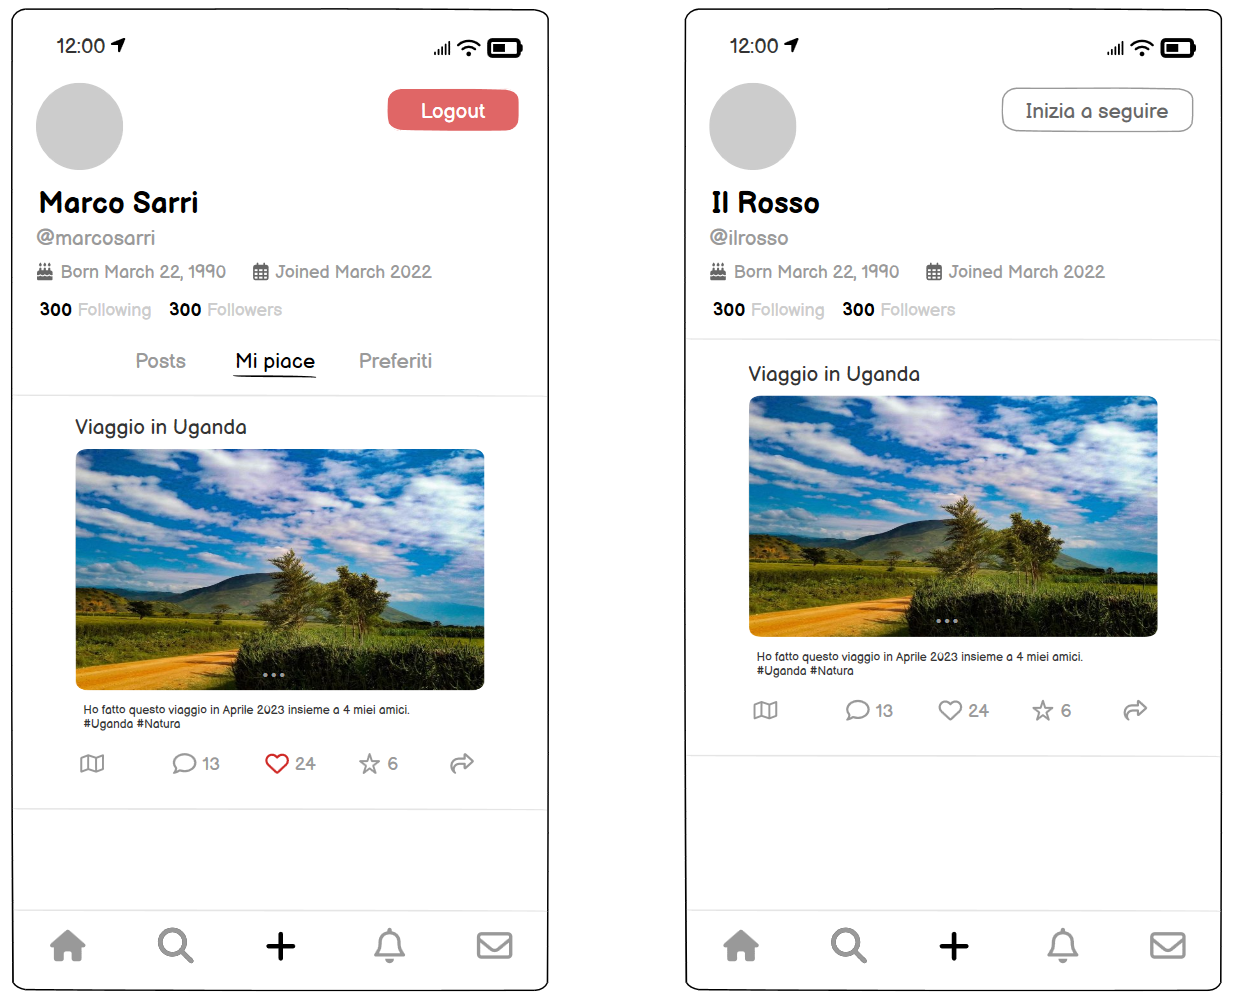 12:00
Logout
Marco Sarri
@marcosarri
Born March 22, 1990 Joined March 2022
300 Following 300 Followers
Posts Mi piace Preferiti
Viaggio in Uganda
Ho fatto questo viaggio in Aprile 2023 insieme a 4 miei amici.
#Uganda #Natura
13 24 6
12:00
Inizia a seguire
Il Rosso
@ilrosso
Born March 22, 1990 Joined March 2022
300 Following 300 Followers
Viaggio in Uganda
Ho fatto questo viaggio in Aprile 2023 insieme a 4 miei amici.
#Uganda #Natura
13 24 6